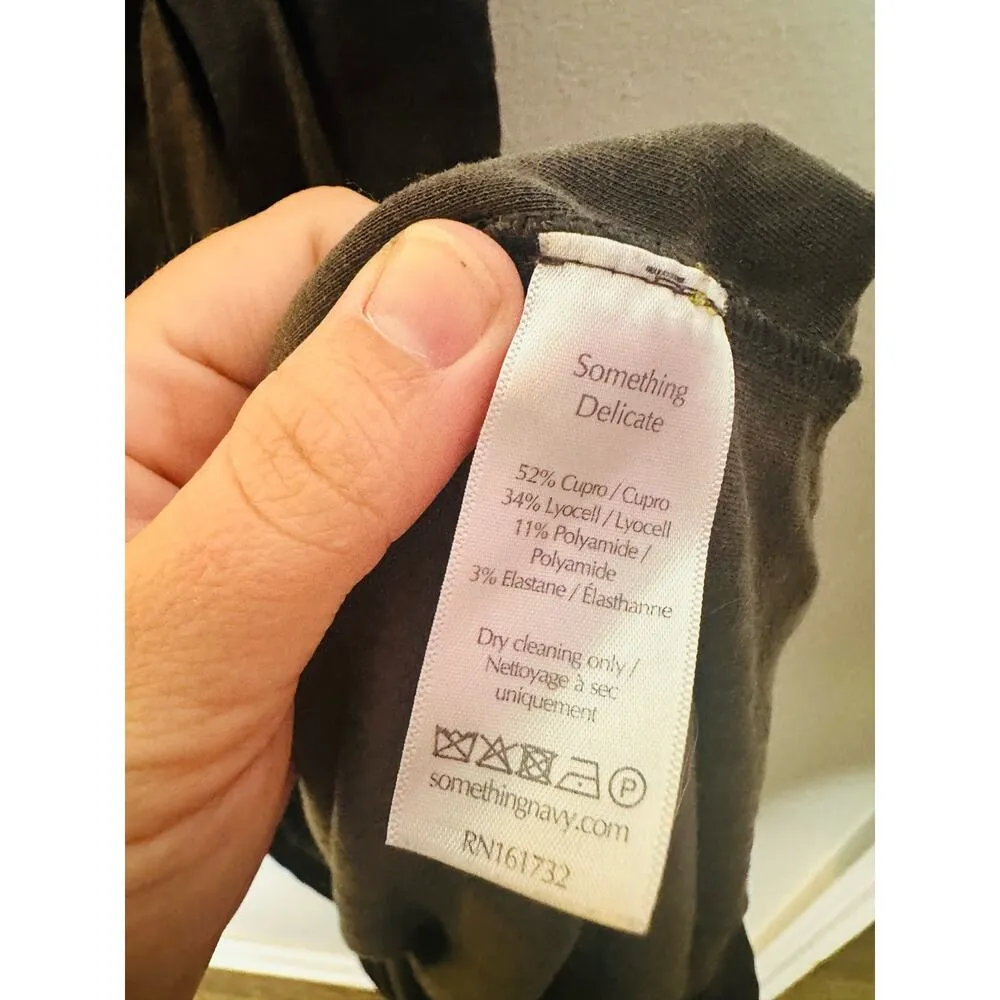 Something
Delicate
52% Cupro / Cupro
34% Lyocell / Lyocell
11% Polyamide /
Polyamide
3% Elastane / Élasthanne
Dry cleaning only /
Nettoyage à sec
uniquement
P
somethingnavy.com
RN161732